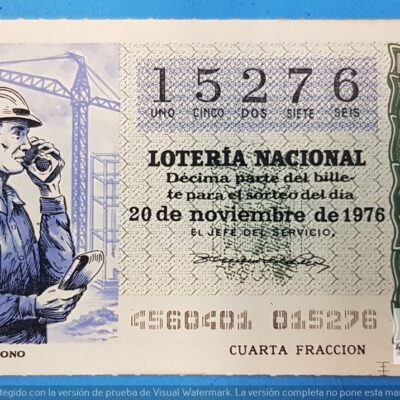 15276
UNO CINCO DOS SIETE SEIS
LOTERÍA NACIONAL
Décima parte del bille-
te para el sorteo del día
20 de noviembre de 1976
EL JEFE DEL SERVICIO,
4560401 015276
ONO
CUARTA FRACCION
tegido con la versión de prueba de Visual Watermark. La versión completa no pone esta mar